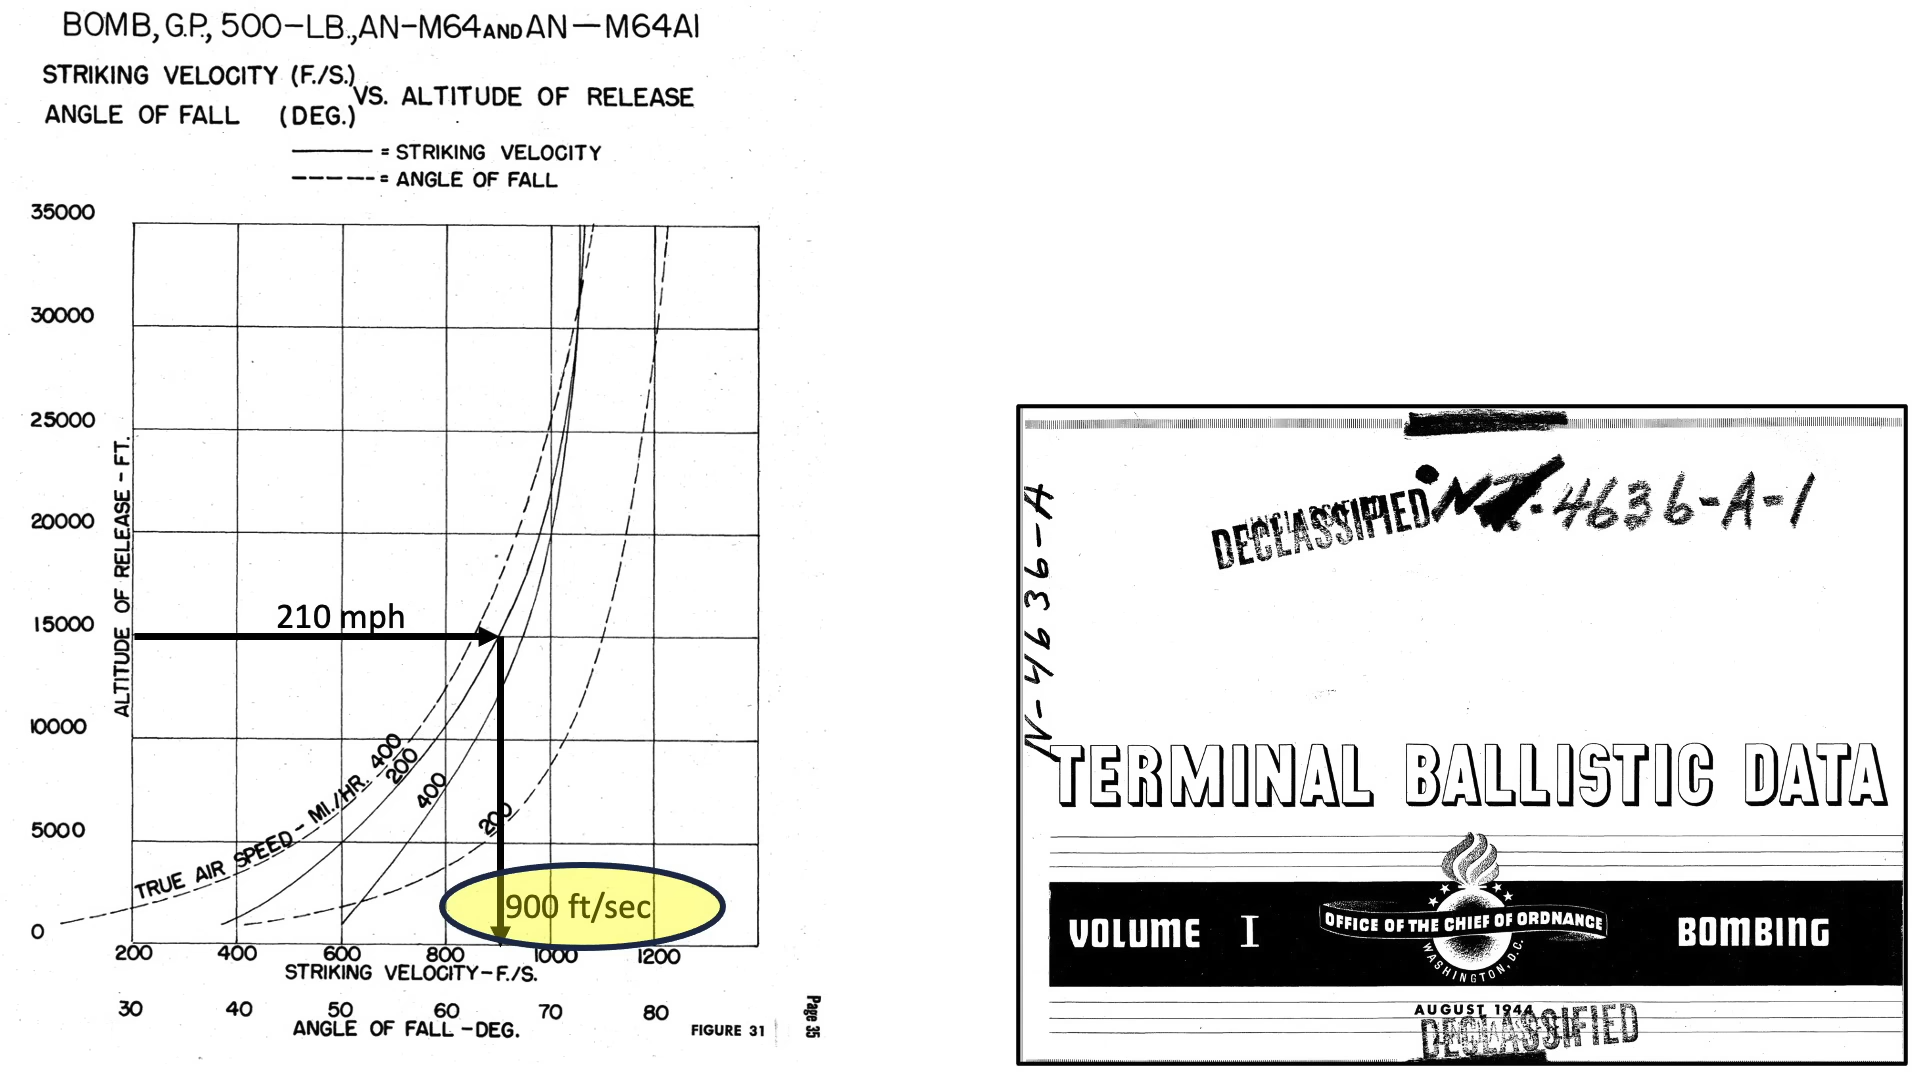 BOMB, G.P., 500-LB., AN-M64 AND AN-M64A1
STRIKING VELOCITY (F./S.)
ANGLE OF FALL (DEG.)
VS. ALTITUDE OF RELEASE
= STRIKING VELOCITY
= ANGLE OF FALL
35000
30000
25000
20000
15000
10000
5000
0
ALTITUDE OF RELEASE - FT.
210 mph
TRUE AIR SPEED - MI./HR. 400
200
400
200
900 ft/sec
200 400 600 800 1000 1200
STRIKING VELOCITY - F./S.
30 40 50 60 70 80
ANGLE OF FALL - DEG.
FIGURE 31
Page 35
N-4636-A
DECLASSIFIED
4636-A-1
TERMINAL BALLISTIC DATA
VOLUME I
OFFICE OF THE CHIEF OF ORDNANCE
WASHINGTON, D.C.
BOMBING
AUGUST 1944
DECLASSIFIED